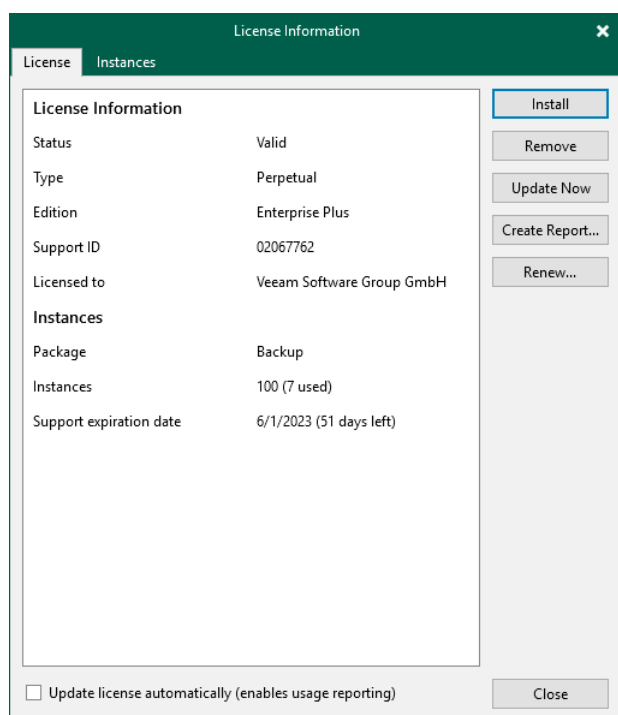 License Information
License Instances
License Information
Status Valid
Type Perpetual
Edition Enterprise Plus
Support ID 02067762
Licensed to Veeam Software Group GmbH
Instances
Package Backup
Instances 100 (7 used)
Support expiration date 6/1/2023 (51 days left)
Install
Remove
Update Now
Create Report...
Renew...
Update license automatically (enables usage reporting)
Close